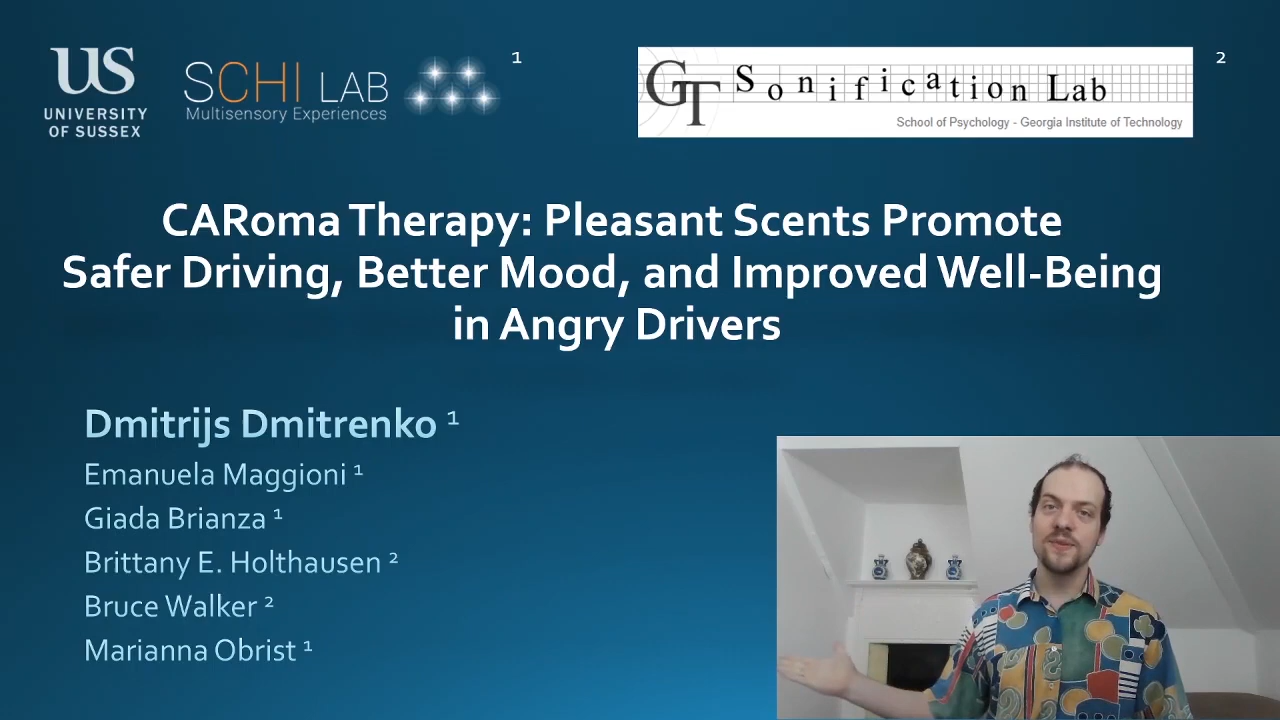 US
UNIVERSITY
OF SUSSEX
SCHI LAB
Multisensory Experiences
1
GT Sonification Lab
School of Psychology - Georgia Institute of Technology
2
CARoma Therapy: Pleasant Scents Promote
Safer Driving, Better Mood, and Improved Well-Being
in Angry Drivers
Dmitrijs Dmitrenko 1
Emanuela Maggioni 1
Giada Brianza 1
Brittany E. Holthausen 2
Bruce Walker 2
Marianna Obrist 1